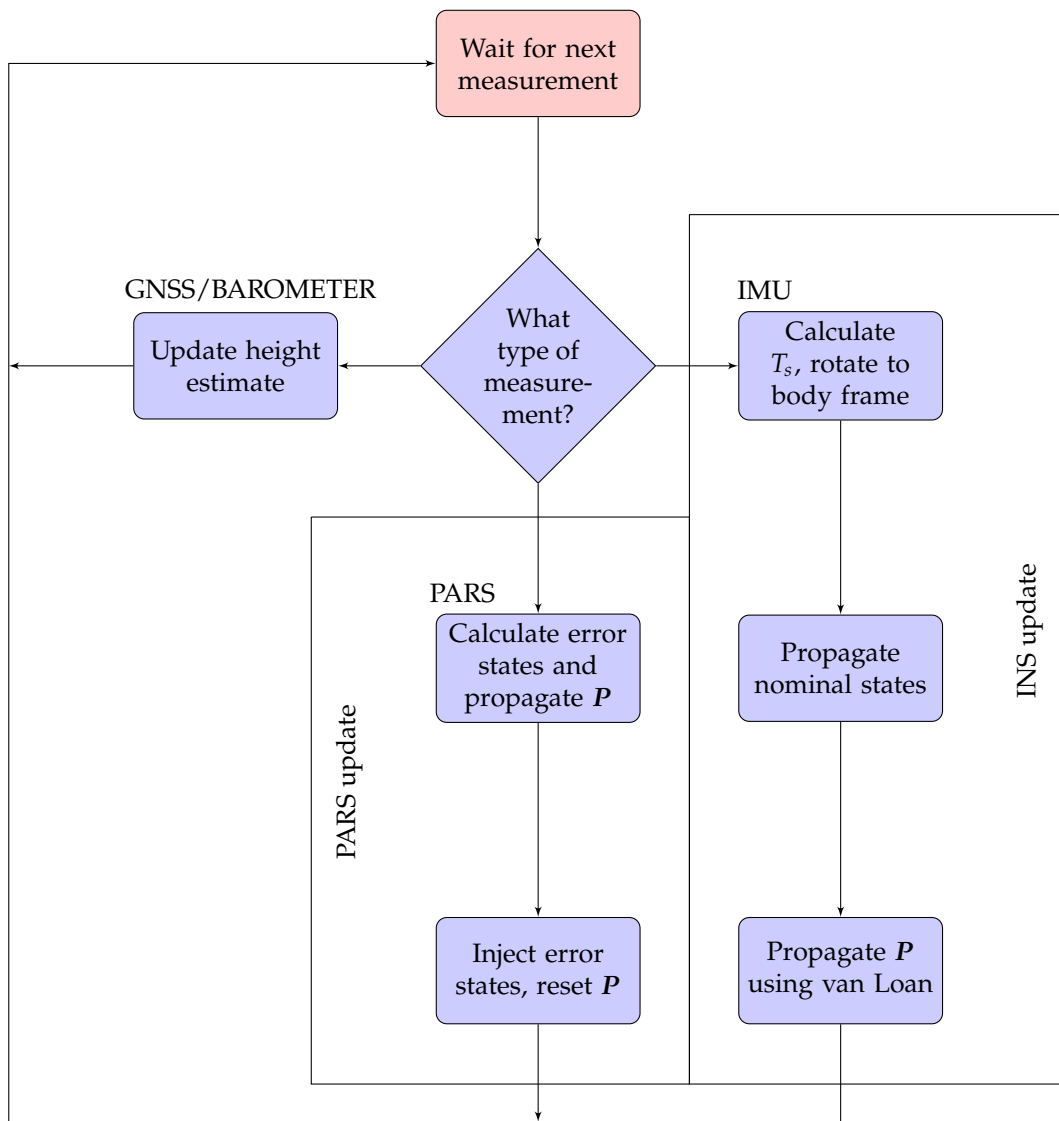 Wait for next
measurement
GNSS/BAROMETER
Update height
estimate
What
type of
measure-
ment?
IMU
Calculate
T_s, rotate to
body frame
PARS
Calculate error
states and
propagate P
Propagate
nominal states
INS update
PARS update
Inject error
states, reset P
Propagate P
using van Loan